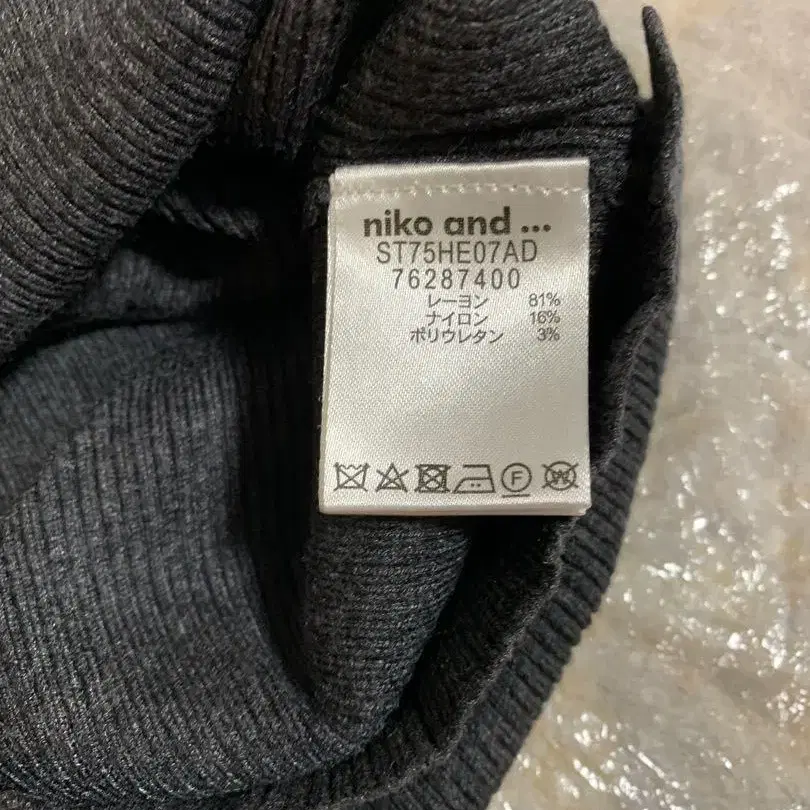 niko and ...
ST75HE07AD
76287400
レーヨン 81%
ナイロン 16%
ポリウレタン 3%
F
W